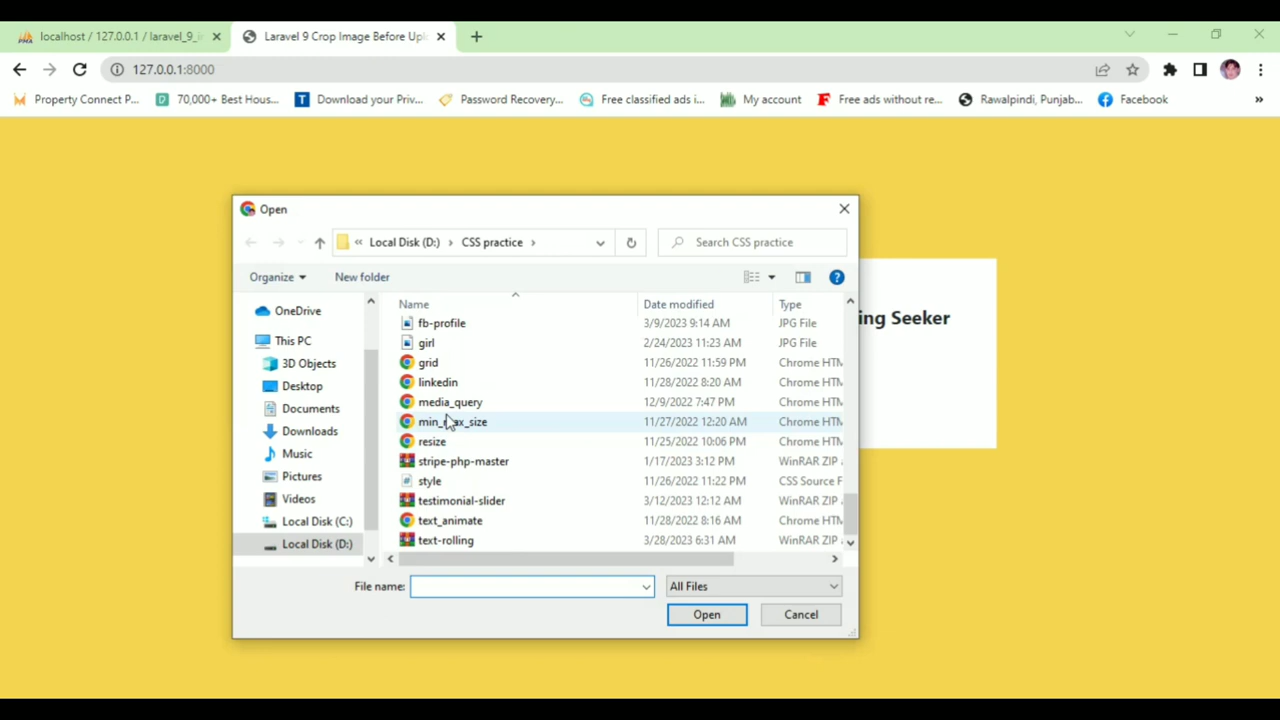 localhost / 127.0.0.1 / laravel_9_i
Laravel 9 Crop Image Before Upl
127.0.0.1:8000
Property Connect P...
70,000+ Best Hous...
Download your Priv...
Password Recovery...
Free classified ads i...
My account
Free ads without re...
Rawalpindi, Punjab...
Facebook
»
Open
« Local Disk (D:) › CSS practice ›
Search CSS practice
Organize
New folder
OneDrive
This PC
3D Objects
Desktop
Documents
Downloads
Music
Pictures
Videos
Local Disk (C:)
Local Disk (D:)
Name Date modified Type
fb-profile 3/9/2023 9:14 AM JPG File
girl 2/24/2023 11:23 AM JPG File
grid 11/26/2022 11:59 PM Chrome HTM
linkedin 11/28/2022 8:20 AM Chrome HTM
media_query 12/9/2022 7:47 PM Chrome HTM
min_max_size 11/27/2022 12:20 AM Chrome HTM
resize 11/25/2022 10:06 PM Chrome HTM
stripe-php-master 1/17/2023 3:12 PM WinRAR ZIP
style 11/26/2022 11:22 PM CSS Source F
testimonial-slider 3/12/2023 12:12 AM WinRAR ZIP
text_animate 11/28/2022 8:16 AM Chrome HTM
text-rolling 3/28/2023 6:31 AM WinRAR ZIP
File name:
All Files
Open
Cancel
ing Seeker